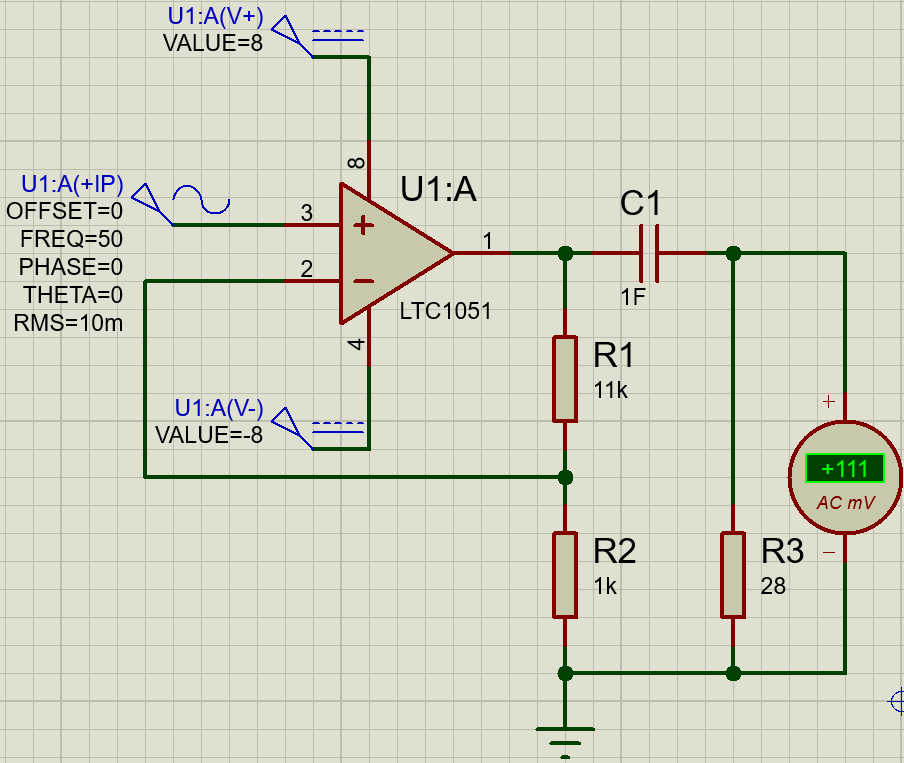 U1:A(V+)
VALUE=8
8
U1:A(+IP)
OFFSET=0
FREQ=50
PHASE=0
THETA=0
RMS=10m
3
2
+
−
U1:A
1
LTC1051
4
U1:A(V-)
VALUE=-8
C1
1F
R1
11k
R2
1k
R3
28
+
+111
AC mV
−